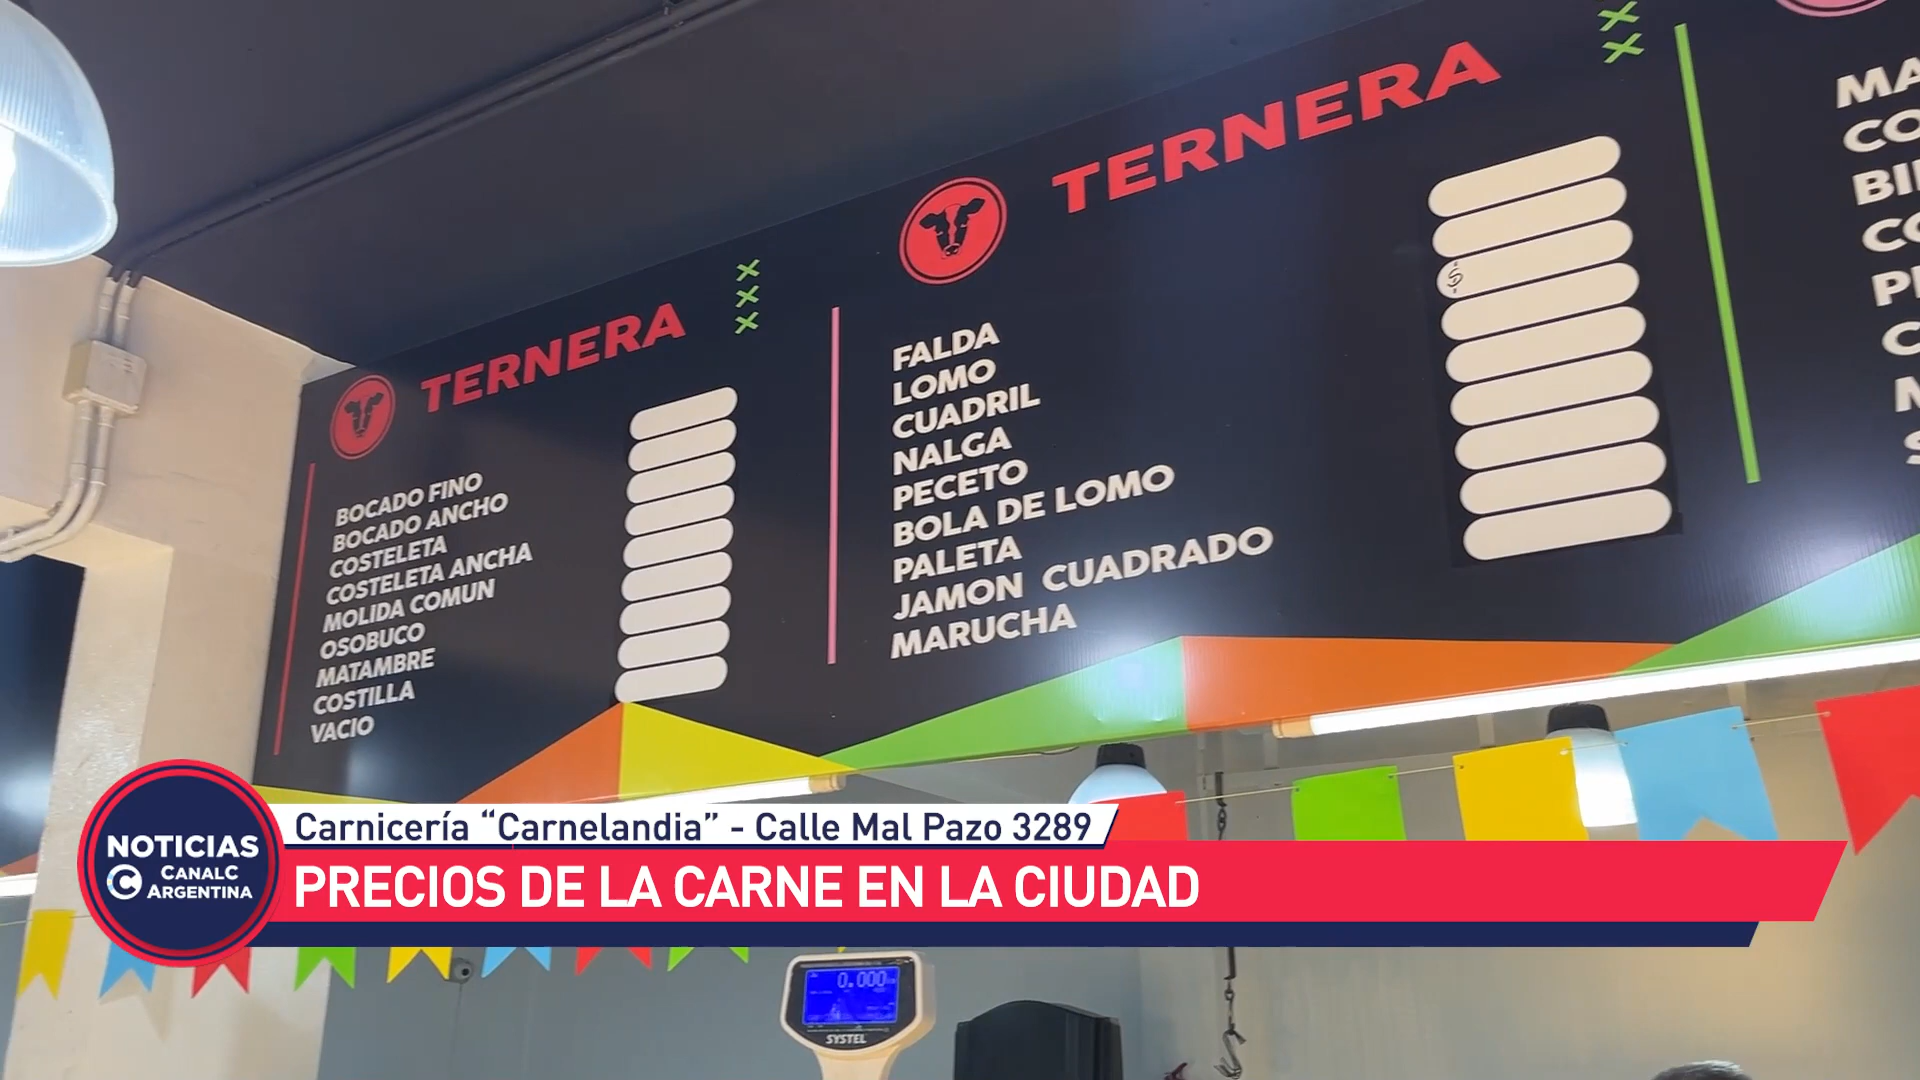 TERNERA
BOCADO FINO
BOCADO ANCHO
COSTELETA
COSTELETA ANCHA
MOLIDA COMUN
OSOBUCO
MATAMBRE
COSTILLA
VACIO
TERNERA
$
FALDA
LOMO
CUADRIL
NALGA
PECETO
BOLA DE LOMO
PALETA
JAMON CUADRADO
MARUCHA
Carnicería “Carnelandia” - Calle Mal Pazo 3289
PRECIOS DE LA CARNE EN LA CIUDAD
NOTICIAS
C CANALC
ARGENTINA
0.000
SYSTEL